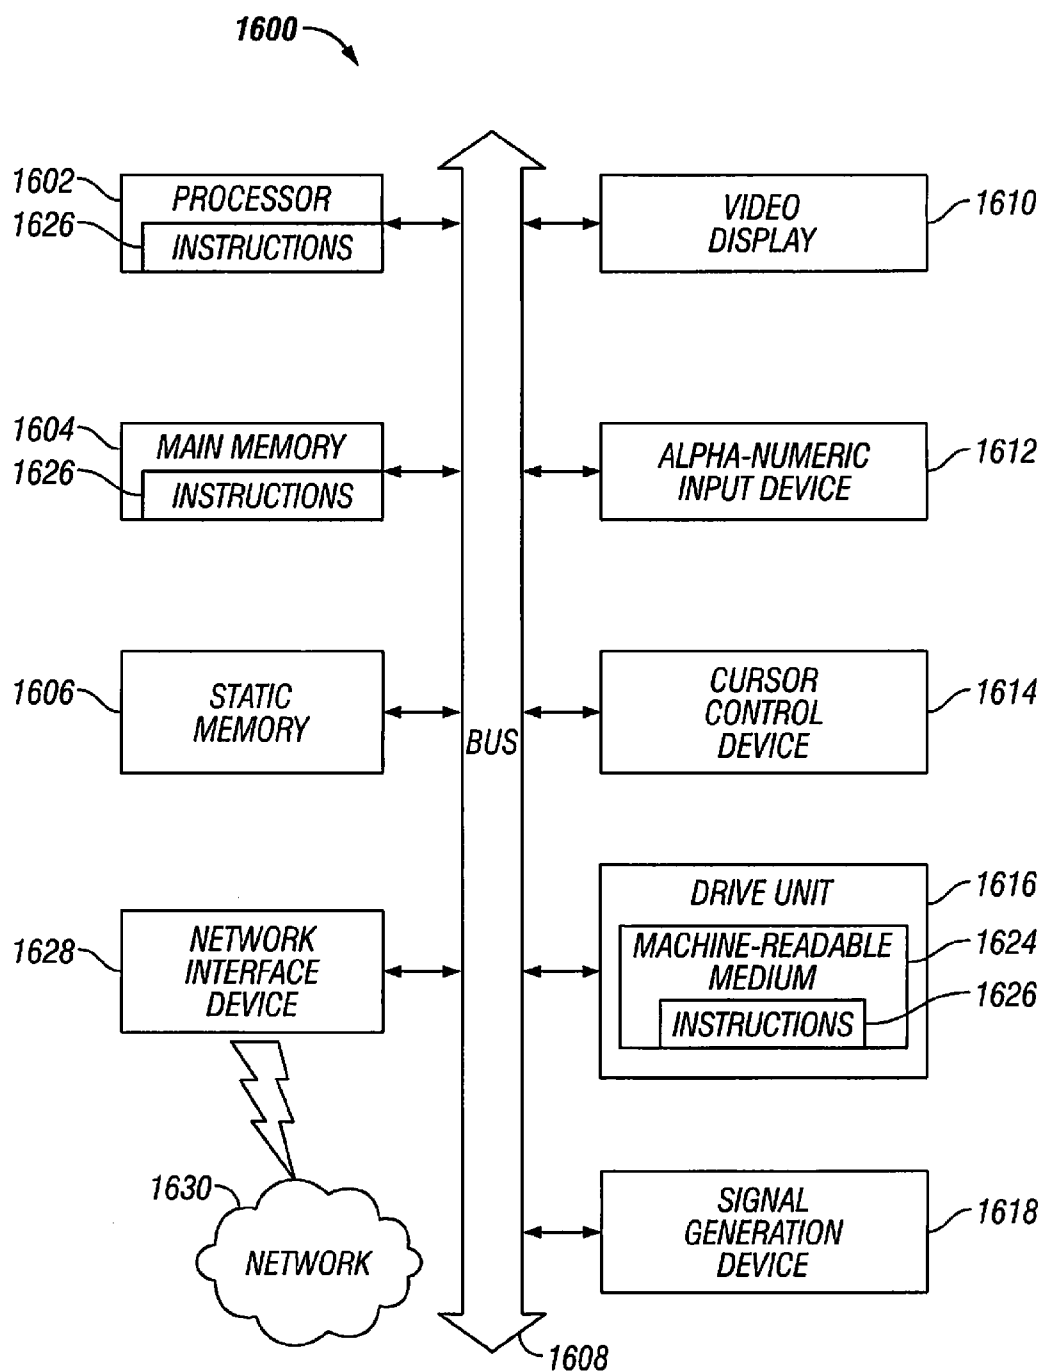 1600
1602
PROCESSOR
1626
INSTRUCTIONS
VIDEO
DISPLAY
1610
1604
MAIN MEMORY
1626
INSTRUCTIONS
ALPHA-NUMERIC
INPUT DEVICE
1612
1606
STATIC
MEMORY
BUS
CURSOR
CONTROL
DEVICE
1614
1628
NETWORK
INTERFACE
DEVICE
DRIVE UNIT
1616
MACHINE-READABLE
MEDIUM
1624
INSTRUCTIONS
1626
1630
NETWORK
SIGNAL
GENERATION
DEVICE
1618
1608